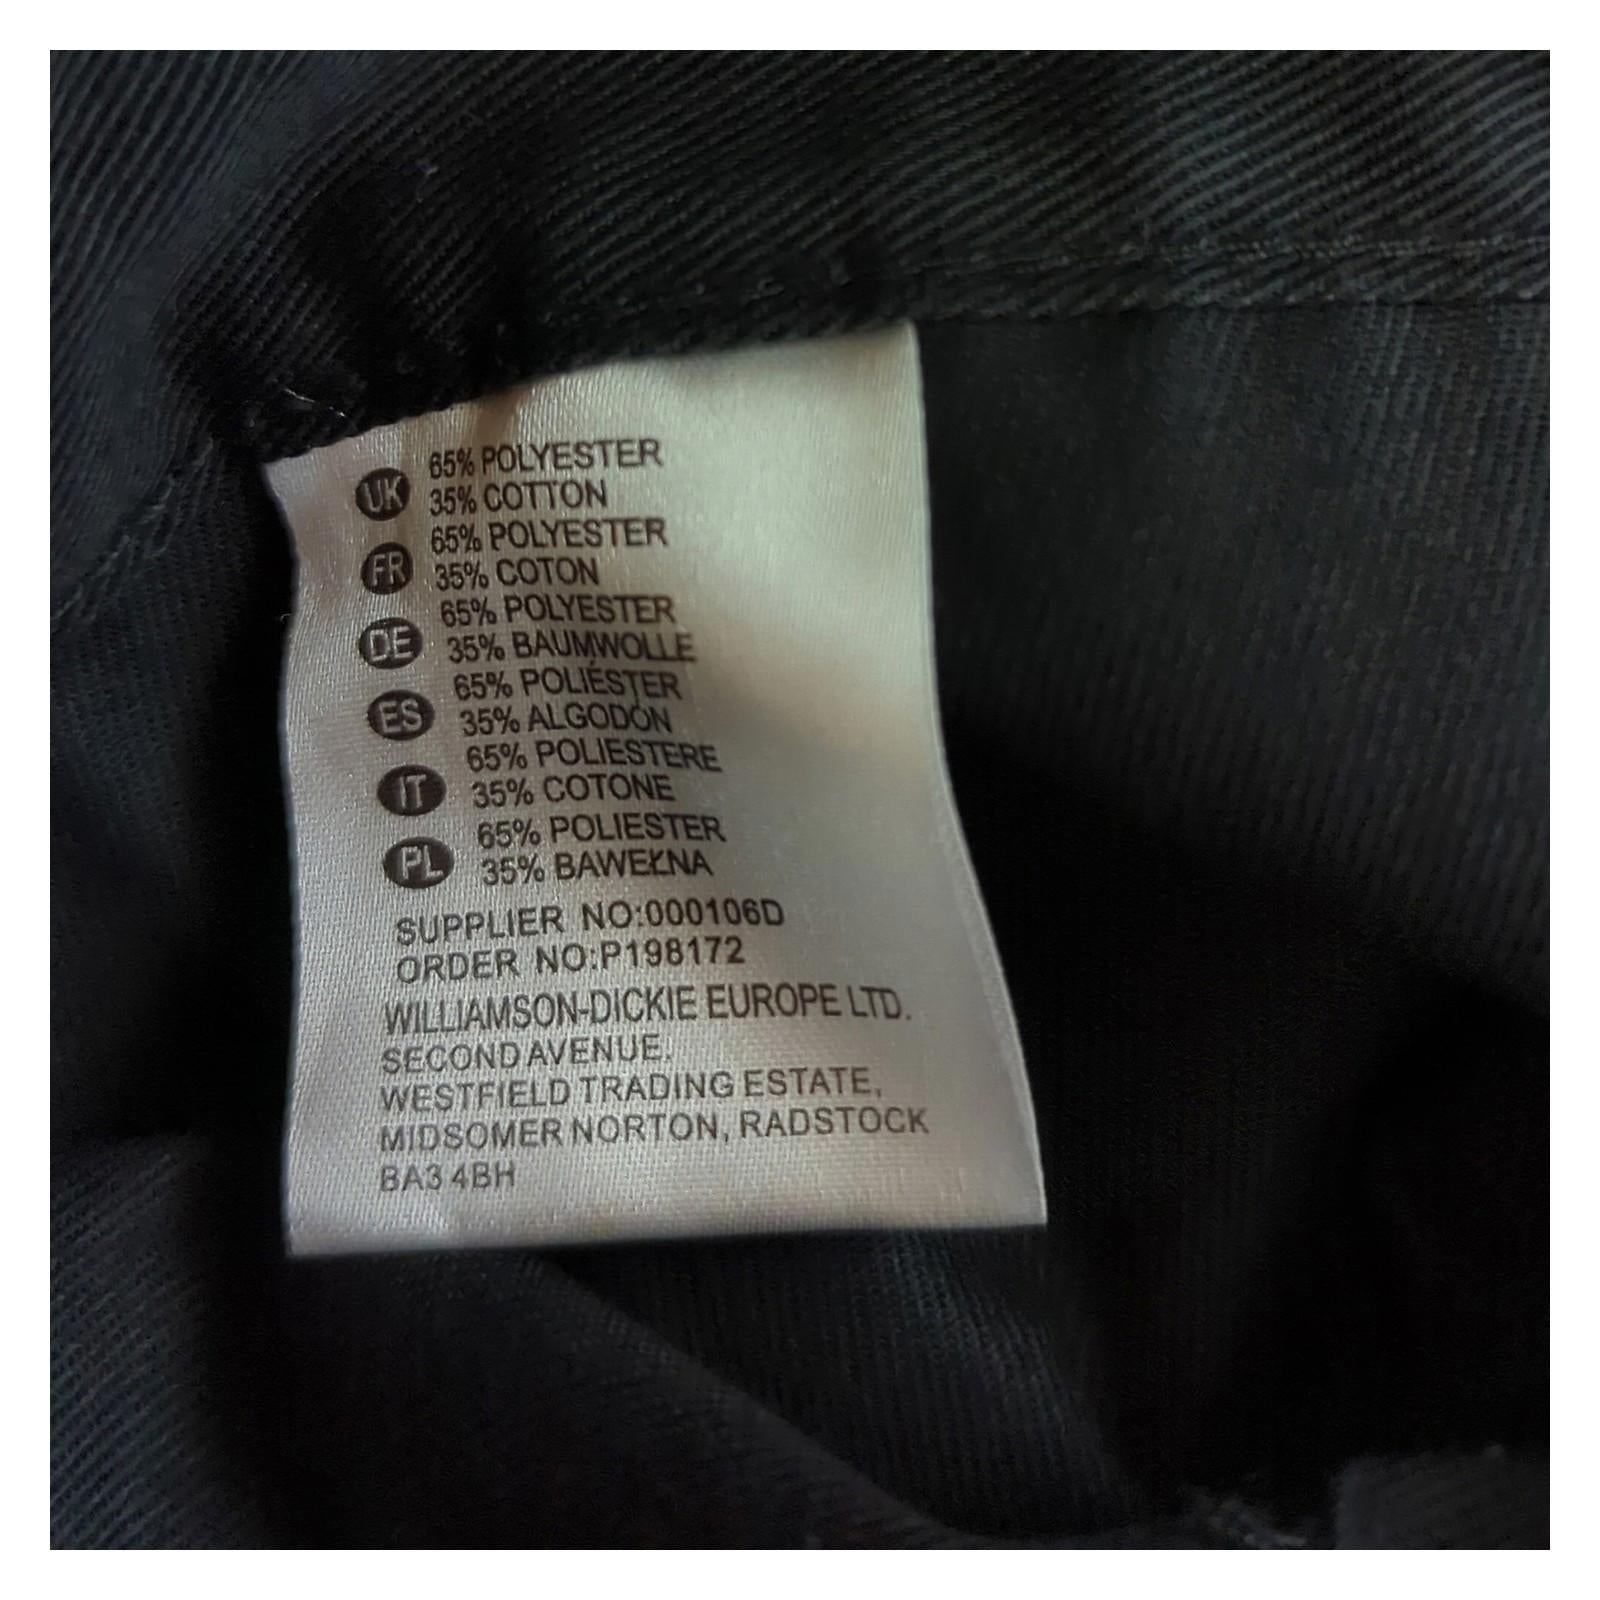 UK 65% POLYESTER
35% COTTON
FR 65% POLYESTER
35% COTON
DE 65% POLYESTER
35% BAUMWOLLE
ES 65% POLIÉSTER
35% ALGODÓN
IT 65% POLIESTERE
35% COTONE
PL 65% POLIESTER
35% BAWEŁNA
SUPPLIER NO:000106D
ORDER NO:P198172
WILLIAMSON-DICKIE EUROPE LTD.
SECOND AVENUE.
WESTFIELD TRADING ESTATE,
MIDSOMER NORTON, RADSTOCK
BA3 4BH